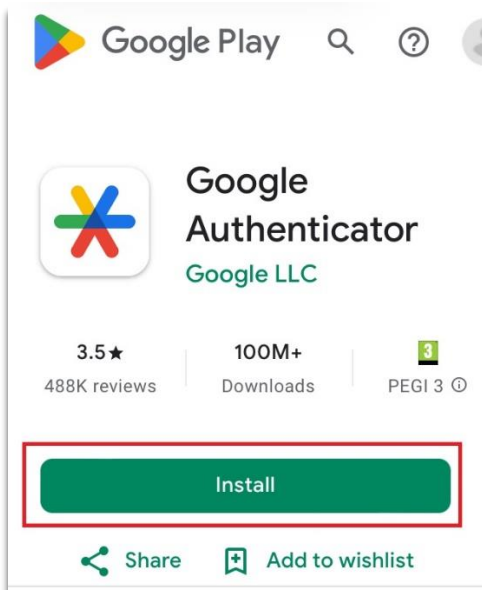 Google Play
Google
Authenticator
Google LLC
3.5★ 100M+ 3
488K reviews Downloads PEGI 3 ⓘ
Install
Share Add to wishlist